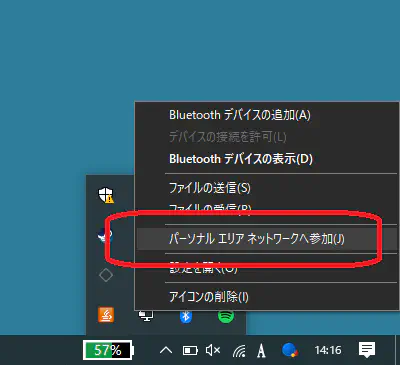 Bluetooth デバイスの追加(A)
デバイスの接続を許可(L)
Bluetooth デバイスの表示(D)
ファイルの送信(S)
ファイルの受信(R)
パーソナル エリア ネットワークへ参加(J)
設定を開く(O)
アイコンの削除(I)
57%
A
14:16